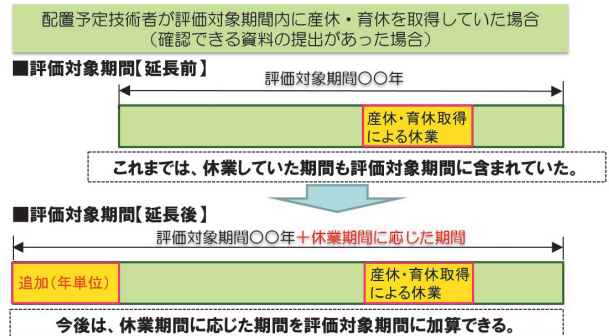 配置予定技術者が評価対象期間内に産休・育休を取得していた場合
（確認できる資料の提出があった場合）
■評価対象期間【延長前】
評価対象期間〇〇年
産休・育休取得
による休業
これまでは、休業していた期間も評価対象期間に含まれていた。
■評価対象期間【延長後】
評価対象期間〇〇年＋休業期間に応じた期間
追加（年単位）
産休・育休取得
による休業
今後は、休業期間に応じた期間を評価対象期間に加算できる。